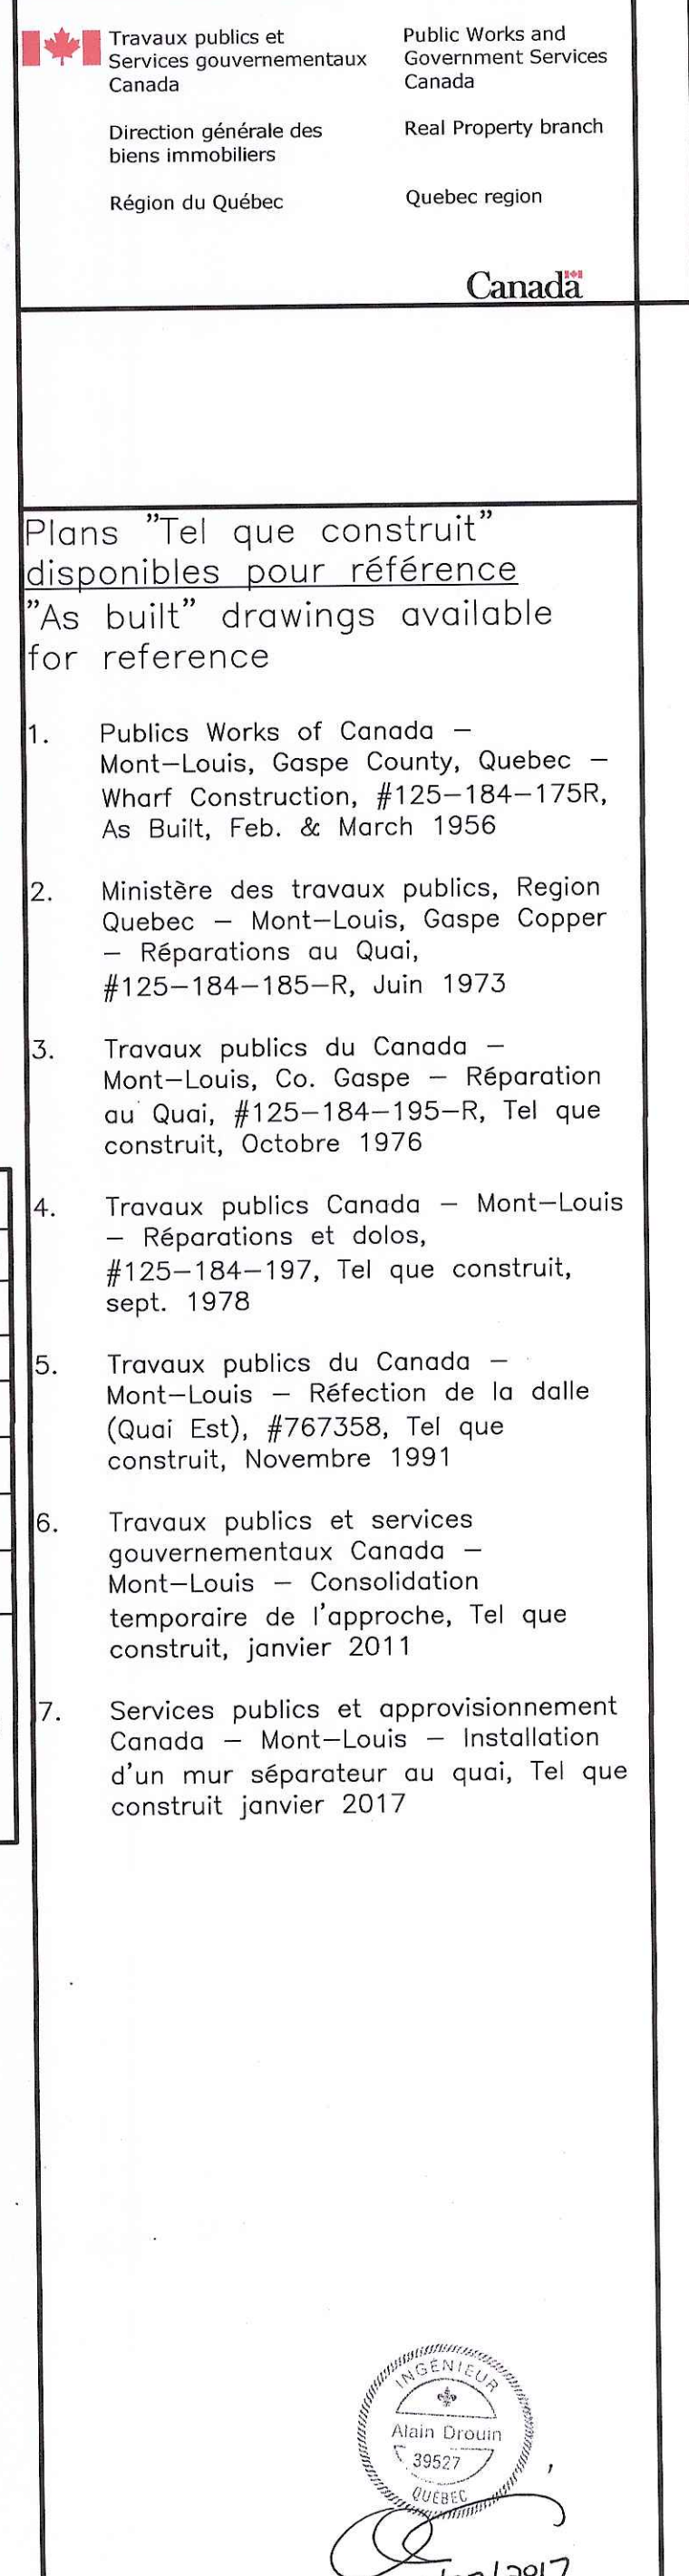 Travaux publics et
Services gouvernementaux
Canada
Public Works and
Government Services
Canada
Direction générale des
biens immobiliers
Real Property branch
Région du Québec
Quebec region
Canada
Plans "Tel que construit"
disponibles pour référence
"As built" drawings available
for reference
1. Publics Works of Canada –
Mont–Louis, Gaspe County, Quebec –
Wharf Construction, #125–184–175R,
As Built, Feb. & March 1956
2. Ministère des travaux publics, Region
Quebec – Mont–Louis, Gaspe Copper
– Réparations au Quai,
#125–184–185–R, Juin 1973
3. Travaux publics du Canada –
Mont–Louis, Co. Gaspe – Réparation
au Quai, #125–184–195–R, Tel que
construit, Octobre 1976
4. Travaux publics Canada – Mont–Louis
– Réparations et dolos,
#125–184–197, Tel que construit,
sept. 1978
5. Travaux publics du Canada –
Mont–Louis – Réfection de la dalle
(Quai Est), #767358, Tel que
construit, Novembre 1991
6. Travaux publics et services
gouvernementaux Canada –
Mont–Louis – Consolidation
temporaire de l'approche, Tel que
construit, janvier 2011
7. Services publics et approvisionnement
Canada – Mont–Louis – Installation
d'un mur séparateur au quai, Tel que
construit janvier 2017
INGÉNIEUR
Alain Drouin
39527
QUÉBEC
/2017